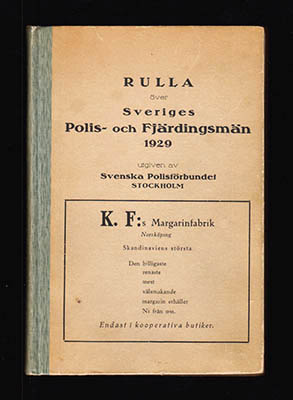 RULLA
över
Sveriges
Polis- och Fjärdingsmän
1929
utgiven av
Svenska Polisförbundet
STOCKHOLM
K. F:s Margarinfabrik
Norrköping
Skandinaviens största
Den billigaste
renaste
mest
välsmakande
margarin erhåller
Ni från oss.
Endast i kooperativa butiker.